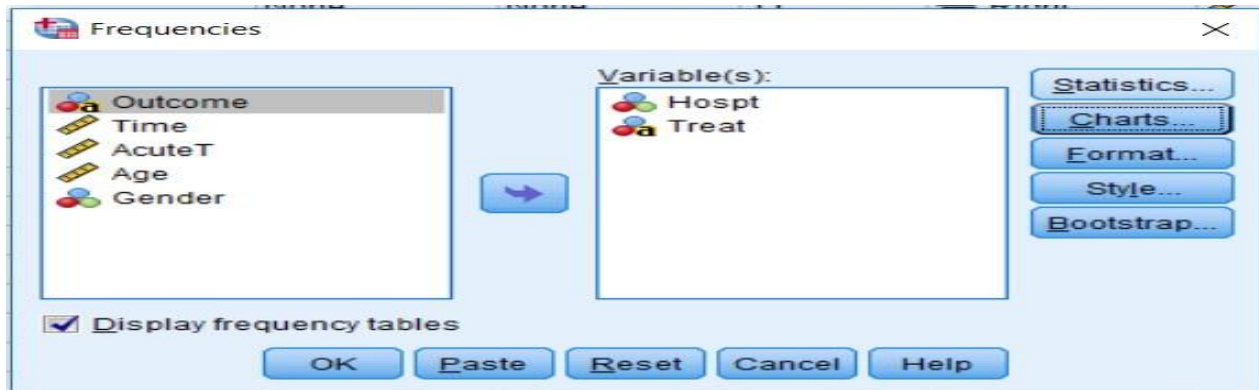 Frequencies
Variable(s):
Outcome
Time
AcuteT
Age
Gender
Hospt
Treat
Statistics...
Charts...
Format...
Style...
Bootstrap...
Display frequency tables
OK Paste Reset Cancel Help